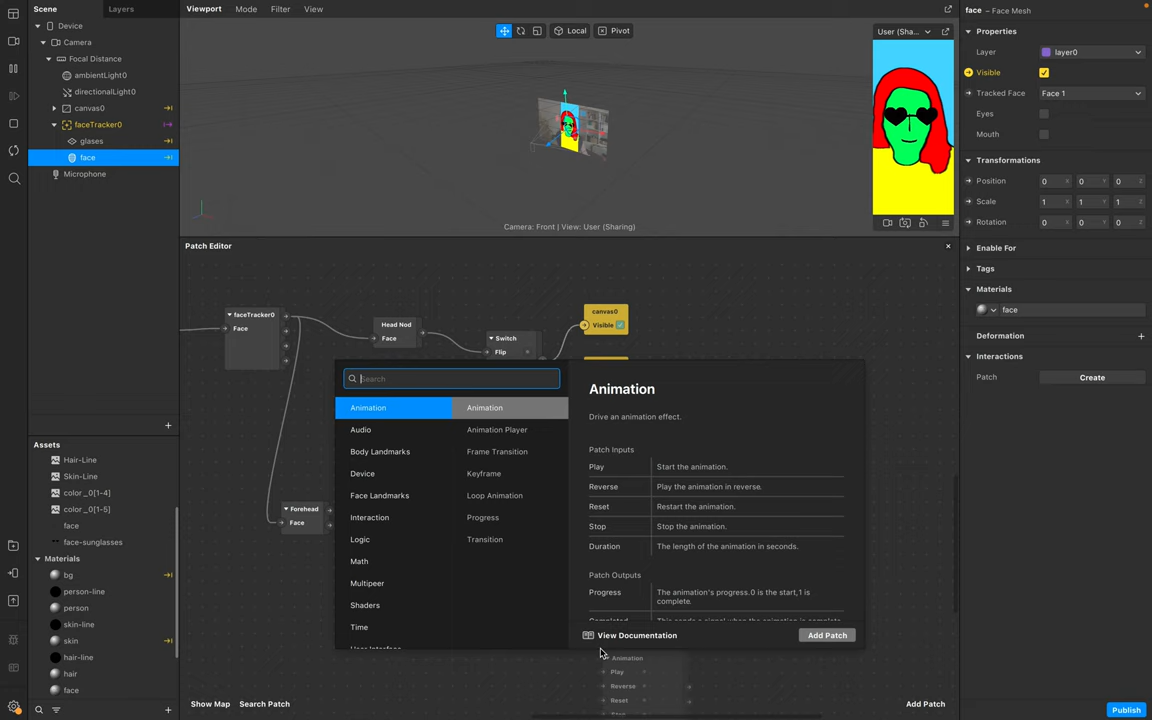 Scene
Layers
Viewport
Mode
Filter
View
face – Face Mesh
Device
Camera
Focal Distance
ambientLight0
directionalLight0
canvas0
faceTracker0
glases
face
Microphone
Local
Pivot
User (Sha...
Camera: Front | View: User (Sharing)
Properties
Layer
layer0
Visible
Tracked Face
Face 1
Eyes
Mouth
Transformations
Position
0 X 0 Y 0 Z
Scale
1 X 1 Y 1 Z
Rotation
0 X 0 Y 0 Z
Enable For
Tags
Materials
face
Deformation
Interactions
Patch
Create
Patch Editor
faceTracker0
Face
Head Nod
Face
Switch
Flip
canvas0
Visible
Forehead
Face
Search
Animation
Audio
Body Landmarks
Device
Face Landmarks
Interaction
Logic
Math
Multipeer
Shaders
Time
User Interface
Animation
Animation Player
Frame Transition
Keyframe
Loop Animation
Progress
Transition
Animation
Drive an animation effect.
Patch Inputs
Play
Start the animation.
Reverse
Play the animation in reverse.
Reset
Restart the animation.
Stop
Stop the animation.
Duration
The length of the animation in seconds.
Patch Outputs
Progress
The animation's progress.0 is the start,1 is
complete.
View Documentation
Add Patch
Animation
Play
Reverse
Reset
Assets
Hair-Line
Skin-Line
color_0[1-4]
color_0[1-5]
face
face-sunglasses
Materials
bg
person-line
person
skin-line
skin
hair-line
hair
face
Show Map
Search Patch
Add Patch
Publish